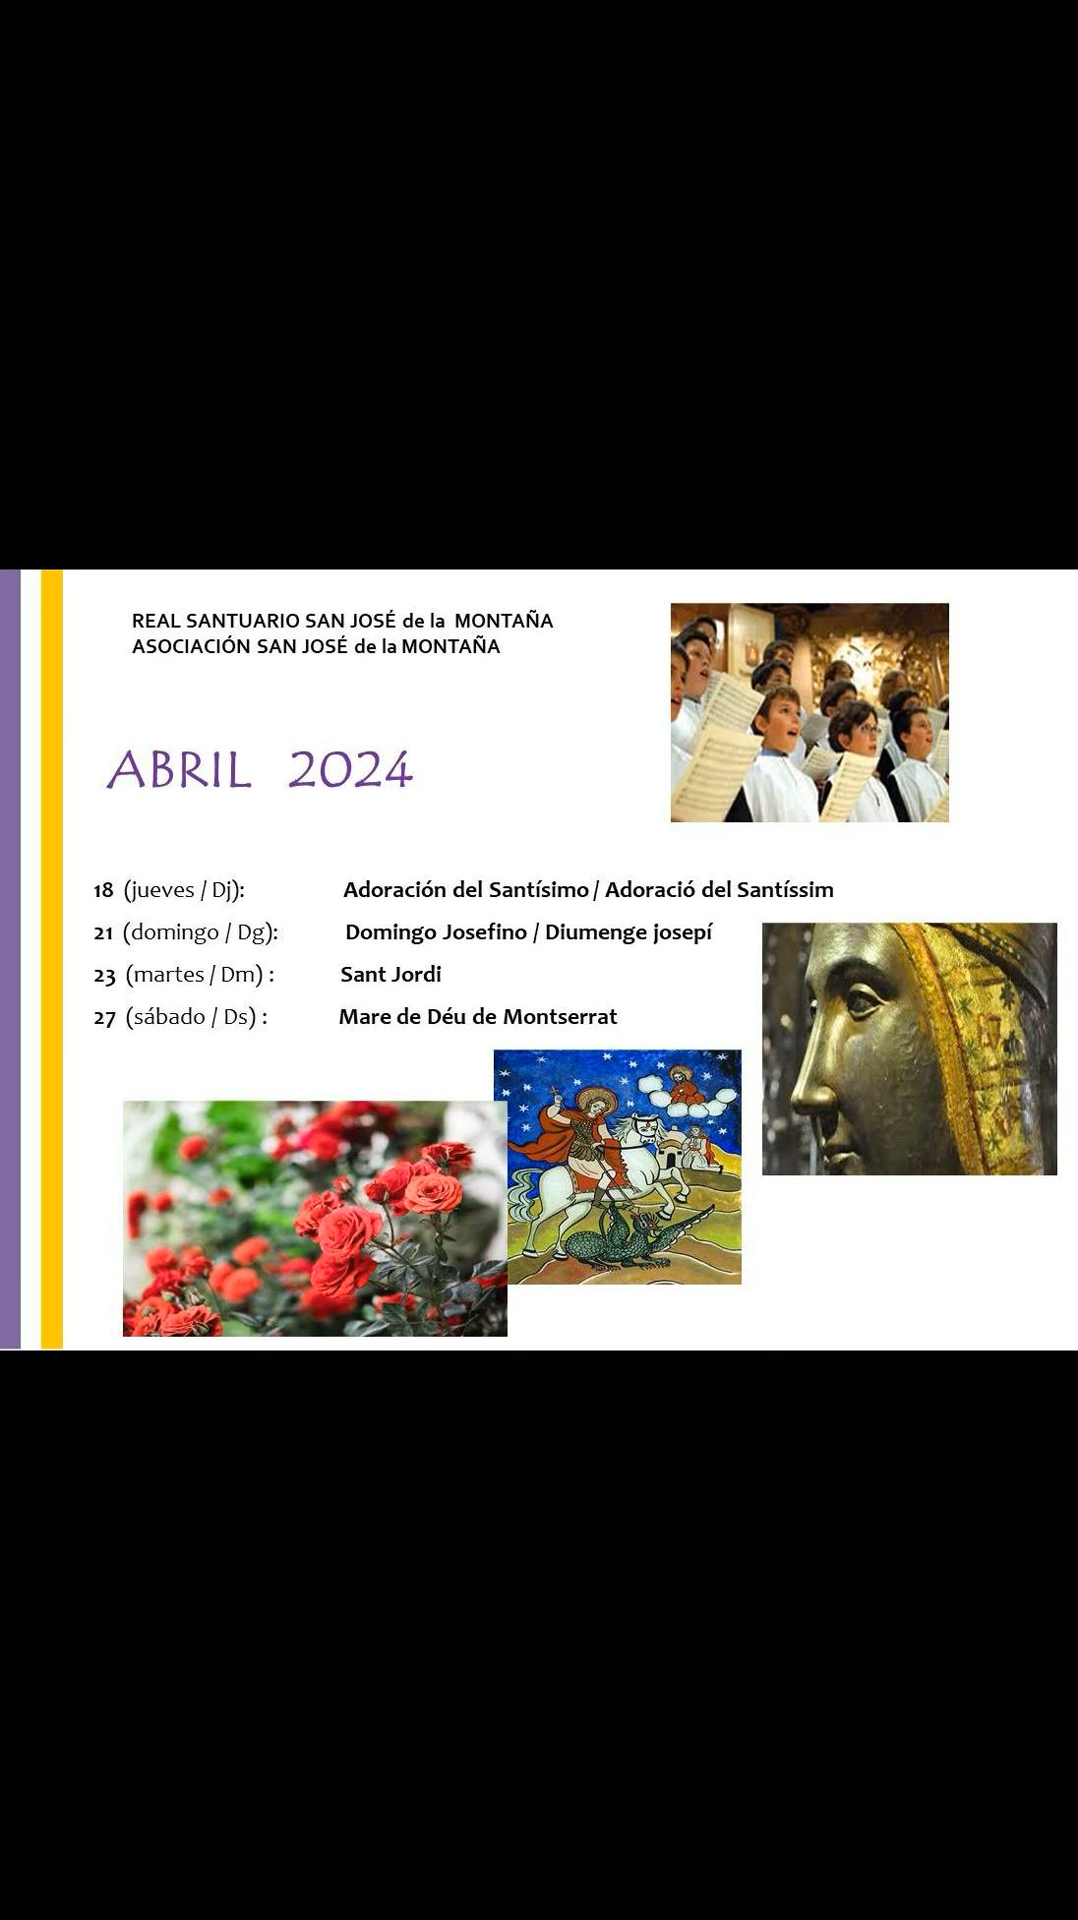 REAL SANTUARIO SAN JOSÉ de la MONTAÑA
ASOCIACIÓN SAN JOSÉ de la MONTAÑA
ABRIL 2024
18 (jueves / Dj): Adoración del Santísimo / Adoració del Santíssim
21 (domingo / Dg): Domingo Josefino / Diumenge josepí
23 (martes / Dm) : Sant Jordi
27 (sábado / Ds) : Mare de Déu de Montserrat